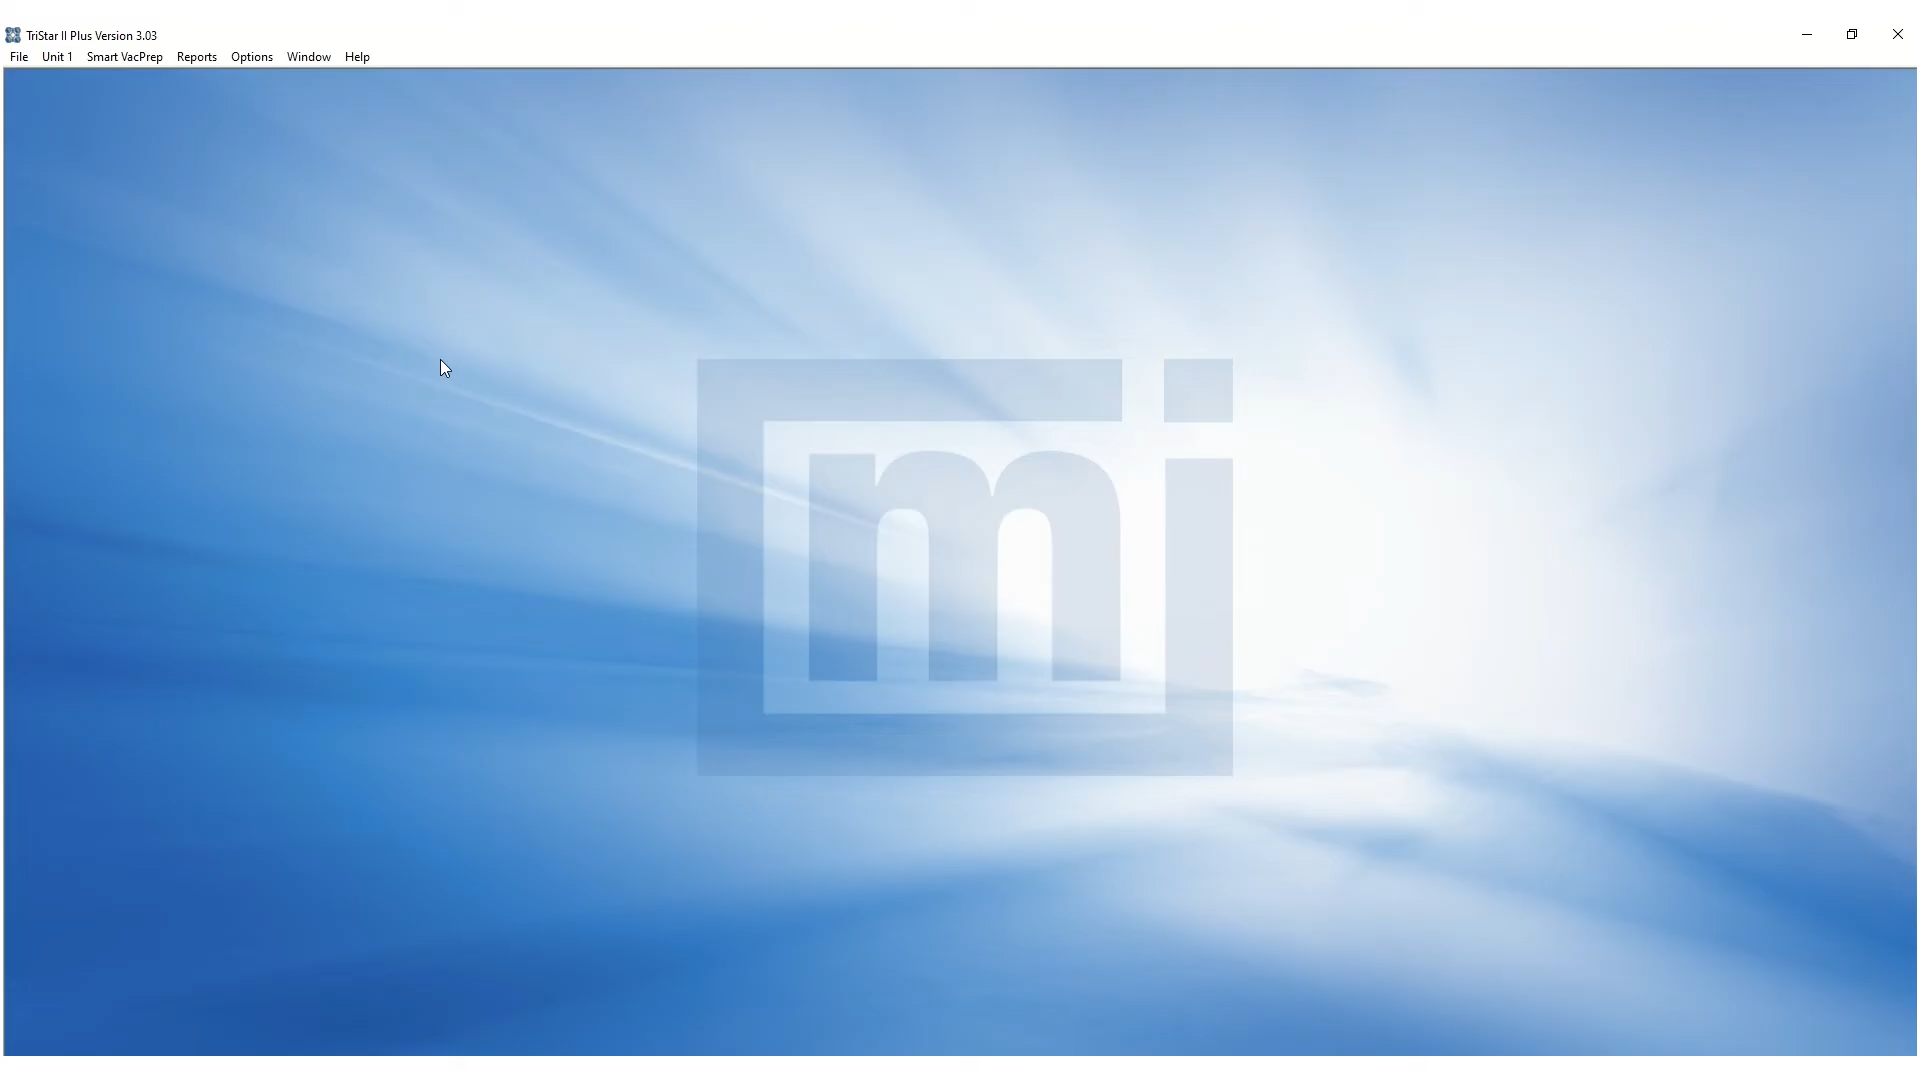 TriStar II Plus Version 3.03
File Unit 1 Smart VacPrep Reports Options Window Help
mi